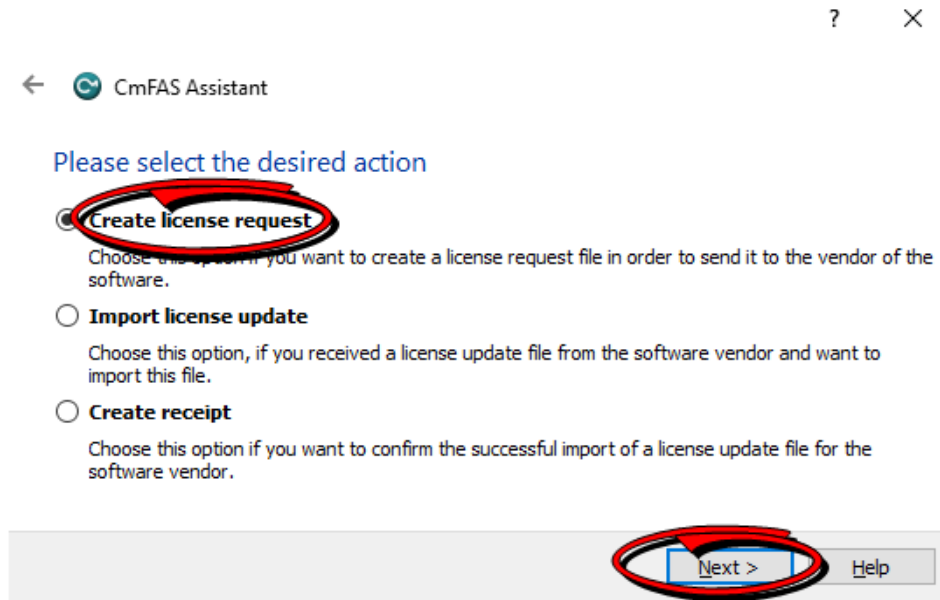 ?
CmFAS Assistant
Please select the desired action
Create license request
Choose this option if you want to create a license request file in order to send it to the vendor of the
software.
Import license update
Choose this option, if you received a license update file from the software vendor and want to
import this file.
Create receipt
Choose this option if you want to confirm the successful import of a license update file for the
software vendor.
Next >
Help